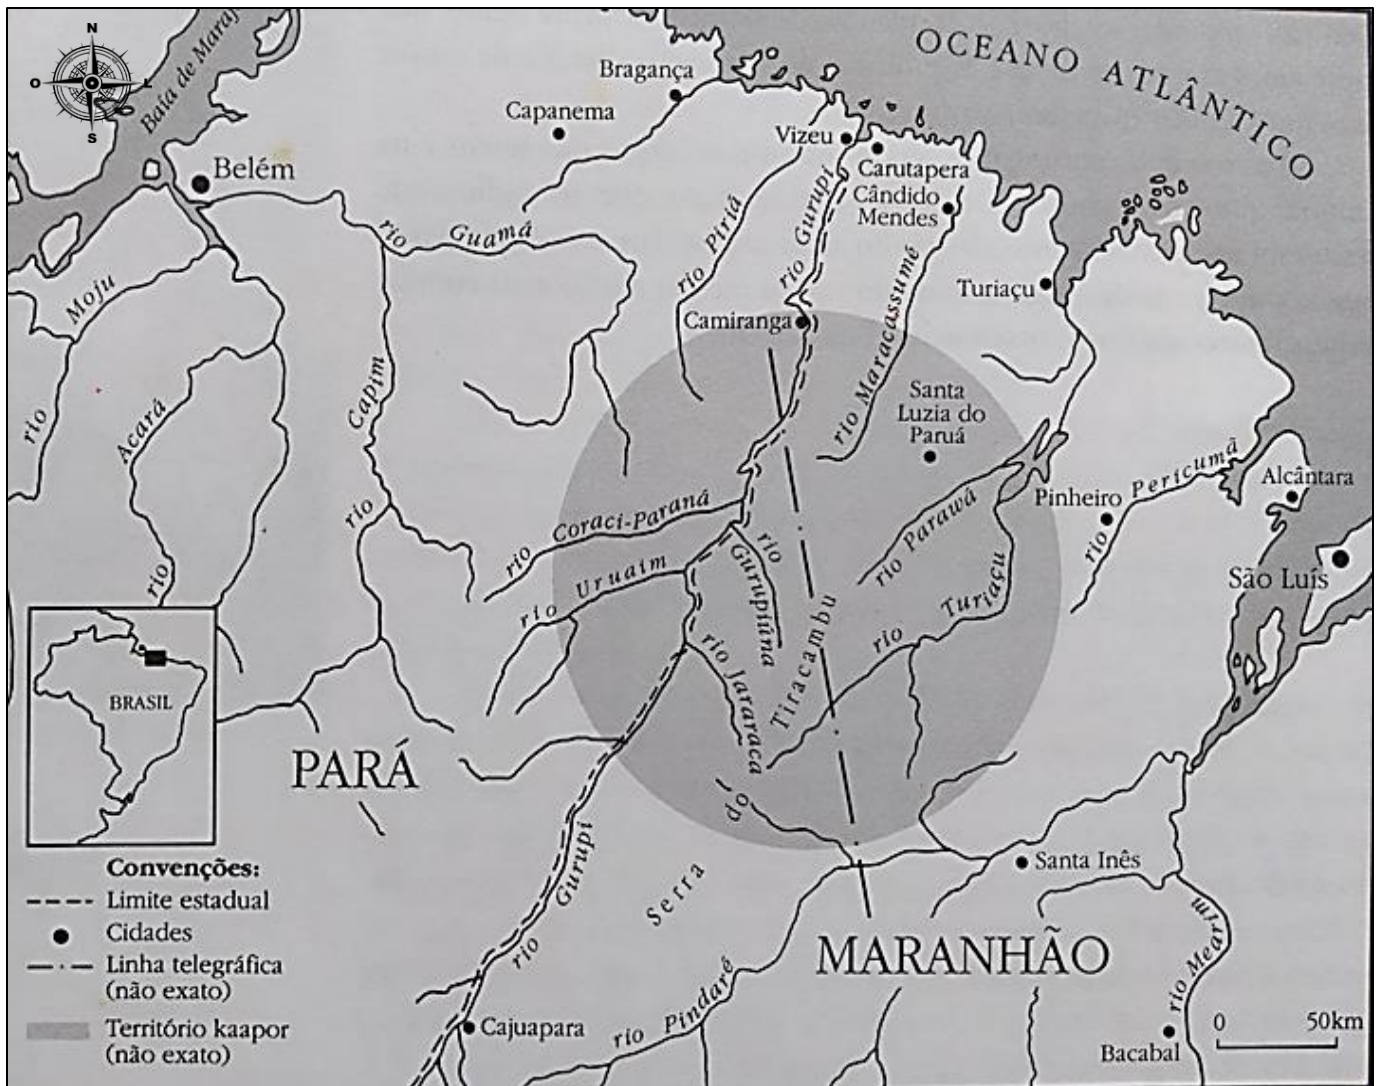 N
O
L
S
Baía de Maraj
OCEANO ATLÂNTICO
Bragança
Capanema
Vizeu
Carutapera
Cândido
Mendes
Belém
rio Guamá
rio Piriá
rio Gurupi
rio Maracassumé
Turiaçu
Moju
rio
Camiranga
Capim
rio
Acará
rio
Santa
Luzia do
Paruá
rio Coraci-Paraná
rio Parawá
Pinheiro
rio Pericumã
Alcântara
São Luís
rio Uruaim
rio Gurupiúna
rio Turiaçu
rio Jararaca
Serra do Tiracambu
BRASIL
PARÁ
rio Gurupi
Santa Inês
MARANHÃO
rio Mearim
rio Pindaré
Cajuapara
Bacabal
0 50km
Convenções:
Limite estadual
Cidades
Linha telegráfica
(não exato)
Território kaapor
(não exato)